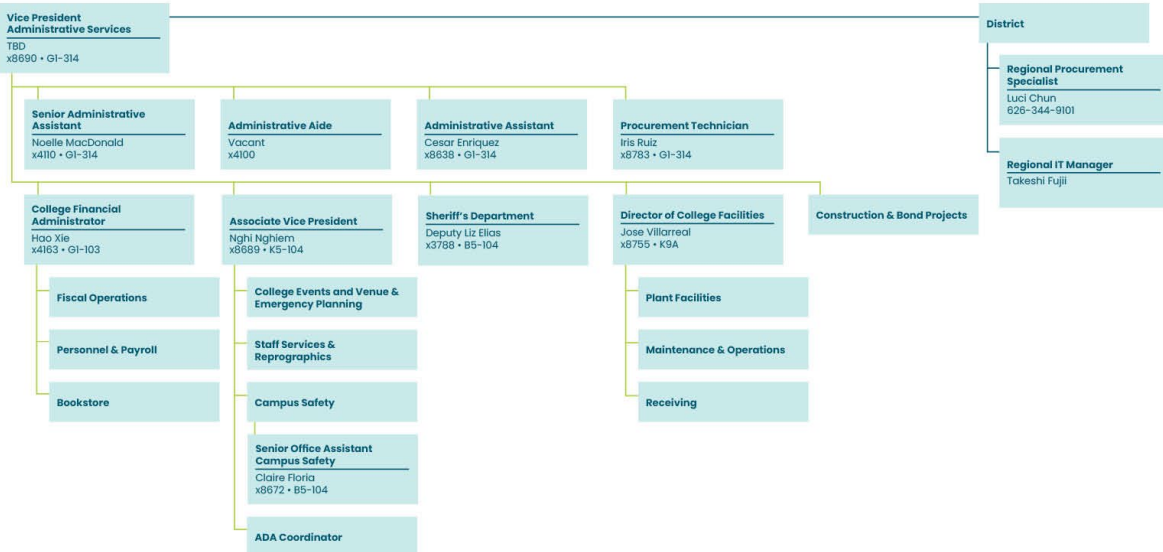 Vice President
Administrative Services
TBD
x8690 • G1-314
District
Regional Procurement
Specialist
Luci Chun
626-344-9101
Regional IT Manager
Takeshi Fujii
Senior Administrative
Assistant
Noelle MacDonald
x4110 • G1-314
Administrative Aide
Vacant
x4100
Administrative Assistant
Cesar Enriquez
x8638 • G1-314
Procurement Technician
Iris Ruiz
x8783 • G1-314
College Financial
Administrator
Hao Xie
x4163 • G1-103
Associate Vice President
Nghi Nghiem
x8689 • K5-104
Sheriff's Department
Deputy Liz Elias
x3788 • B5-104
Director of College Facilities
Jose Villarreal
x8755 • K9A
Construction & Bond Projects
Fiscal Operations
Personnel & Payroll
Bookstore
College Events and Venue &
Emergency Planning
Staff Services &
Reprographics
Campus Safety
Senior Office Assistant
Campus Safety
Claire Floria
x8672 • B5-104
ADA Coordinator
Plant Facilities
Maintenance & Operations
Receiving